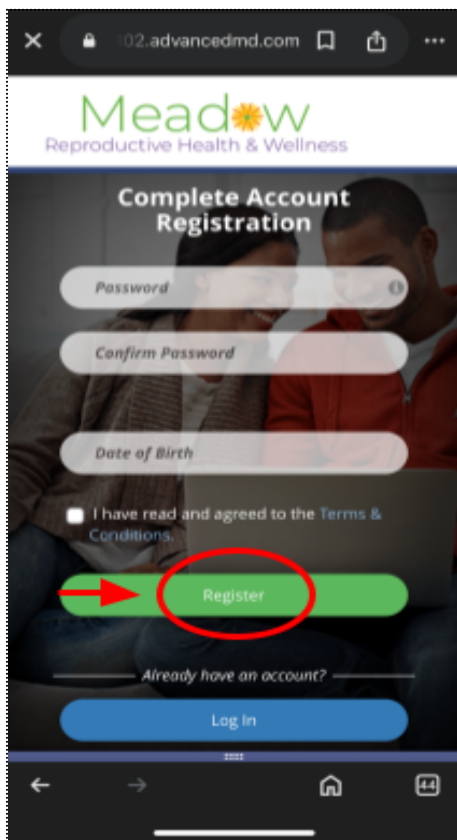 102.advancedmd.com
Meadow
Reproductive Health & Wellness
Complete Account
Registration
Password
Confirm Password
Date of Birth
I have read and agreed to the Terms &
Conditions.
Register
Already have an account?
Log In
44